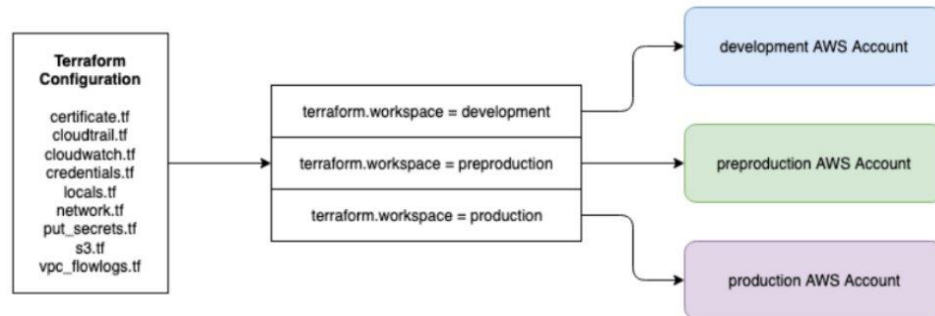 Terraform
Configuration
certificate.tf
cloudtrail.tf
cloudwatch.tf
credentials.tf
locals.tf
network.tf
put_secrets.tf
s3.tf
vpc_flowlogs.tf
terraform.workspace = development
terraform.workspace = preproduction
terraform.workspace = production
development AWS Account
preproduction AWS Account
production AWS Account